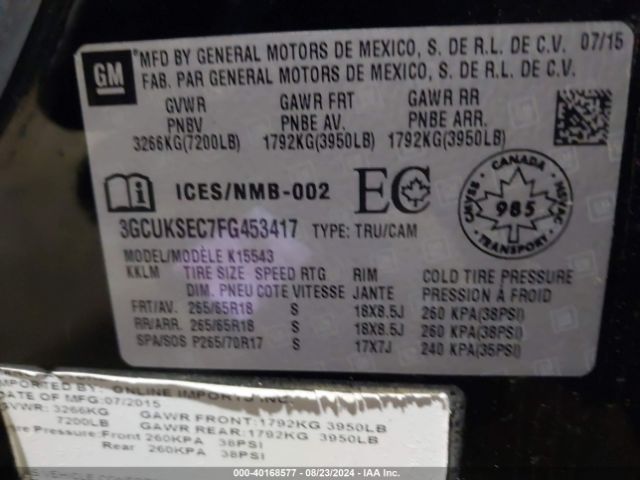 GM
MFD BY GENERAL MOTORS DE MEXICO, S. DE R.L. DE C.V. 07/15
FAB. PAR GENERAL MOTORS DE MEXICO, S. DE R.L. DE C.V.
GVWR GAWR FRT GAWR RR
PNBV PNBE AV. PNBE ARR.
3266KG(7200LB) 1792KG(3950LB) 1792KG(3950LB)
ICES/NMB-002 EC
CANADA
985
TRANSPORT
3GCUKSEC7FG453417 TYPE: TRU/CAM
MODEL/MODÈLE K15543
KKLM TIRE SIZE SPEED RTG RIM COLD TIRE PRESSURE
DIM. PNEU COTE VITESSE JANTE PRESSION À FROID
FRT/AV. 265/65R18 S 18X8.5J 260 KPA(38PSI)
RR/ARR. 265/65R18 S 18X8.5J 260 KPA(38PSI)
SPA/SOS P265/70R17 S 17X7J 240 KPA(35PSI)
IMPORTED BY: ONLINE IMPORTS INC
DATE OF MFG:07/2015
GVWR: 3266KG GAWR FRONT:1792KG 3950LB
7200LB GAWR REAR:1792KG 3950LB
Pressure:Front 260KPA 38PSI
Rear 260KPA 38PSI
000-40168577 08/23/2024 IAA Inc.